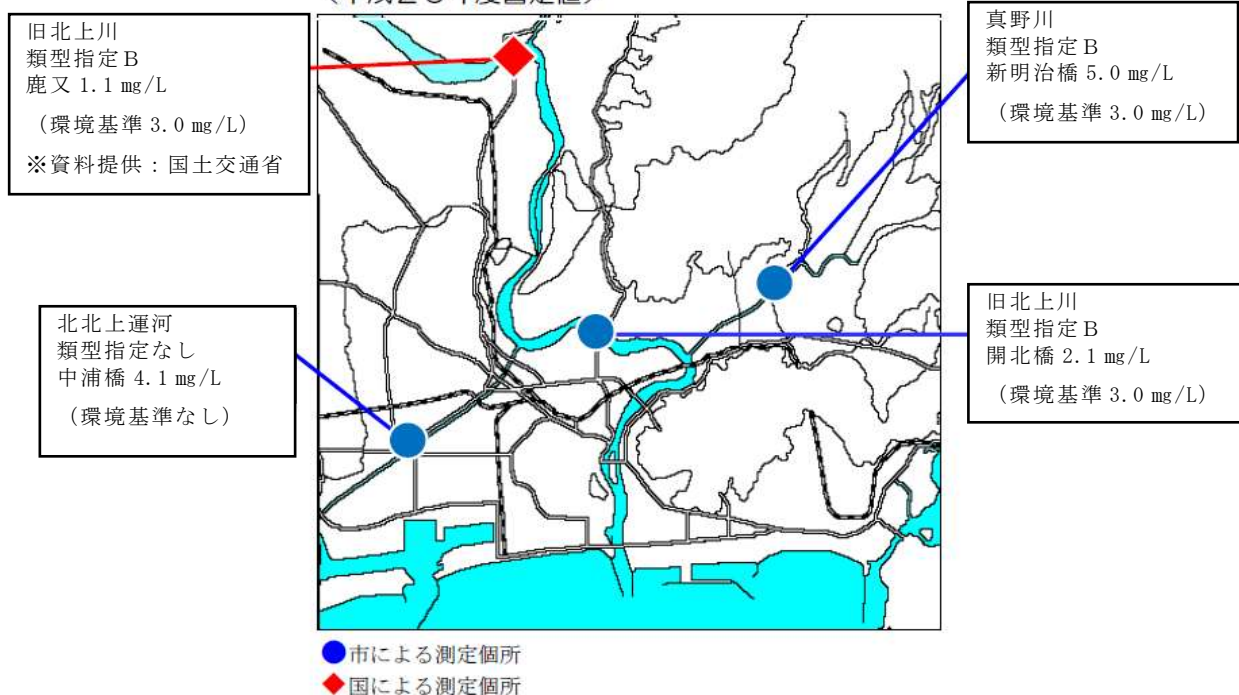 旧北上川
類型指定B
鹿又 1.1 mg/L
（環境基準 3.0 mg/L）
※資料提供：国土交通省
真野川
類型指定B
新明治橋 5.0 mg/L
（環境基準 3.0 mg/L）
北北上運河
類型指定なし
中浦橋 4.1 mg/L
（環境基準なし）
旧北上川
類型指定B
開北橋 2.1 mg/L
（環境基準 3.0 mg/L）
●市による測定個所
◆国による測定個所